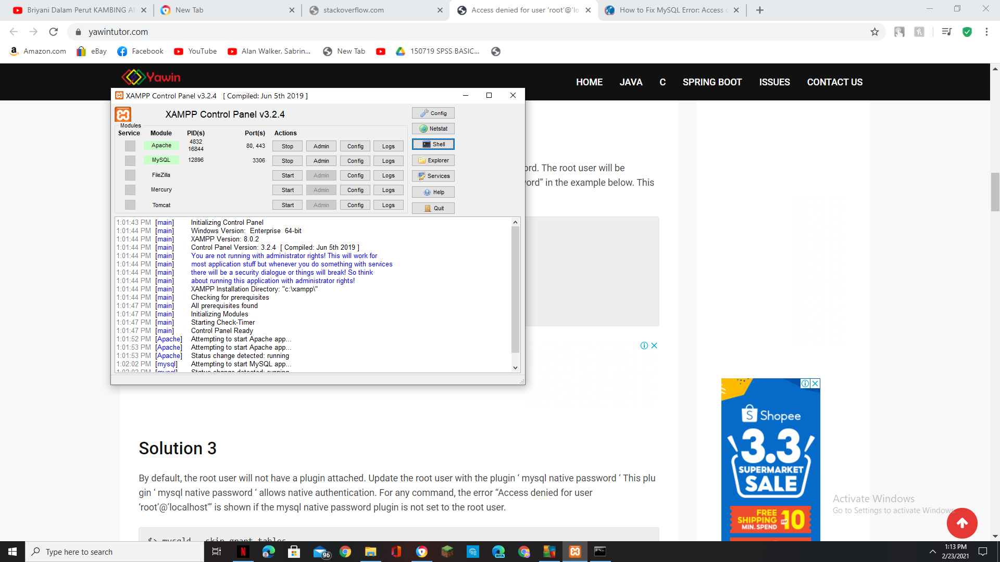 Briyani Dalam Perut KAMBING A
New Tab
stackoverflow.com
Access denied for user ‘root’@’lo
How to Fix MySQL Error: Access
yawintutor.com
Amazon.com
eBay
Facebook
YouTube
Alan Walker, Sabrin...
New Tab
150719 SPSS BASIC...
Yawin
HOME
JAVA
C
SPRING BOOT
ISSUES
CONTACT US
XAMPP Control Panel v3.2.4 [ Compiled: Jun 5th 2019 ]
XAMPP Control Panel v3.2.4
Modules
Service Module PID(s) Port(s) Actions
Apache 4832 16844 80, 443 Stop Admin Config Logs
MySQL 12896 3306 Stop Admin Config Logs
FileZilla Start Admin Config Logs
Mercury Start Admin Config Logs
Tomcat Start Admin Config Logs
Config
Netstat
Shell
Explorer
Services
Help
Quit
1:01:43 PM [main] Initializing Control Panel
1:01:44 PM [main] Windows Version: Enterprise 64-bit
1:01:44 PM [main] XAMPP Version: 8.0.2
1:01:44 PM [main] Control Panel Version: 3.2.4 [ Compiled: Jun 5th 2019 ]
1:01:44 PM [main] You are not running with administrator rights! This will work for
1:01:44 PM [main] most application stuff but whenever you do something with services
1:01:44 PM [main] there will be a security dialogue or things will break! So think
1:01:44 PM [main] about running this application with administrator rights!
1:01:44 PM [main] XAMPP Installation Directory: "c:\xampp\"
1:01:44 PM [main] Checking for prerequisites
1:01:47 PM [main] All prerequisites found
1:01:47 PM [main] Initializing Modules
1:01:47 PM [main] Starting Check-Timer
1:01:47 PM [main] Control Panel Ready
1:01:52 PM [Apache] Attempting to start Apache app...
1:01:53 PM [Apache] Attempting to start Apache app...
1:01:53 PM [Apache] Status change detected: running
1:02:02 PM [mysql] Attempting to start MySQL app...
1:02:02 PM [mysql] Status change detected: running
ord. The root user will be
ord” in the example below. This
Solution 3
By default, the root user will not have a plugin attached. Update the root user with the plugin ‘ mysql native password ‘ This plu
gin ‘ mysql native password ‘ allows native authentication. For any command, the error “Access denied for user
‘root’@’localhost’” is shown if the mysql native password plugin is not set to the root user.
$> mysqld --skip-grant-tables
Shopee
3.3
SUPERMARKET
SALE
FREE
SHIPPING
MIN. SPEND
RM10
Activate Windows
Go to Settings to activate Windows.
Type here to search
96
BETA
1:13 PM
2/23/2021